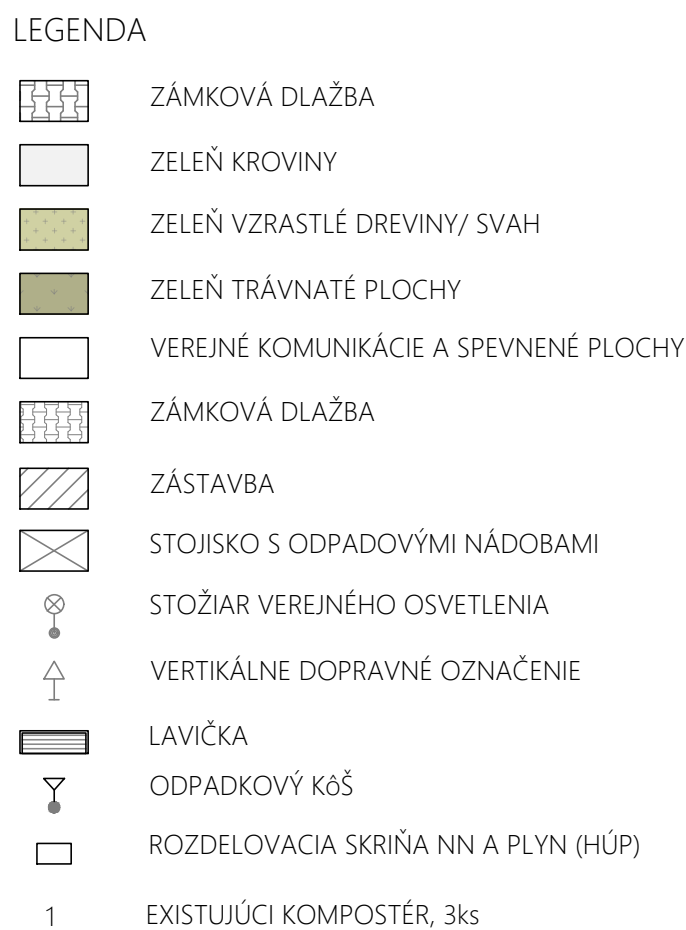 LEGENDA
ZÁMKOVÁ DLAŽBA
ZELEŇ KROVINY
ZELEŇ VZRASTLÉ DREVINY/ SVAH
ZELEŇ TRÁVNATÉ PLOCHY
VEREJNÉ KOMUNIKÁCIE A SPEVNENÉ PLOCHY
ZÁMKOVÁ DLAŽBA
ZÁSTAVBA
STOJISKO S ODPADOVÝMI NÁDOBAMI
STOŽIAR VEREJNÉHO OSVETLENIA
VERTIKÁLNE DOPRAVNÉ OZNAČENIE
LAVIČKA
ODPADKOVÝ KôŠ
ROZDELOVACIA SKRIŇA NN A PLYN (HÚP)
1 EXISTUJÚCI KOMPOSTÉR, 3ks